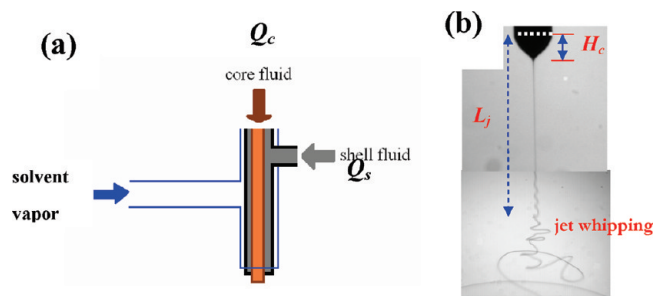 (a)
Qc
core fluid
shell fluid
Qs
solvent
vapor
(b)
Hc
Lj
jet whipping